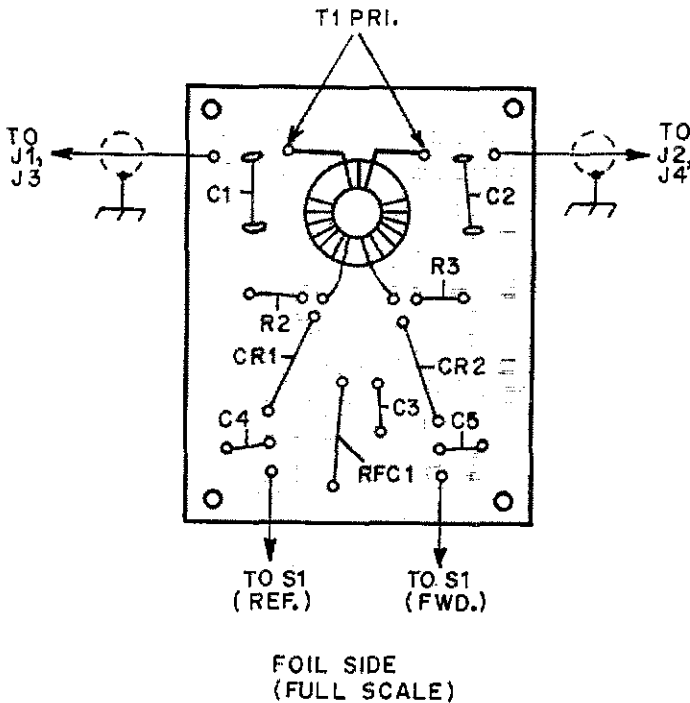 T1 PRI.
TO
J1,
J3
TO
J2,
J4
C1
C2
R3
R2
CR1
CR2
C3
C4
C5
RFC1
TO S1
(REF.)
TO S1
(FWD.)
FOIL SIDE
(FULL SCALE)